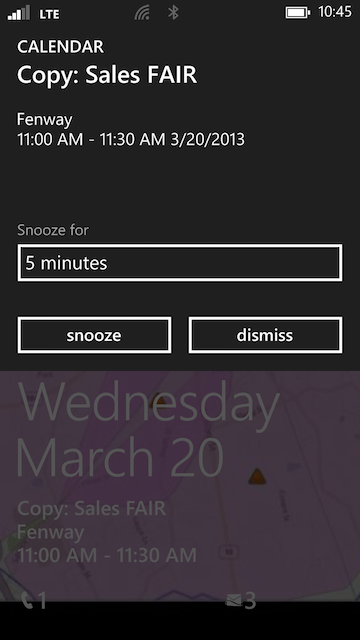 LTE 10:45
CALENDAR
Copy: Sales FAIR
Fenway
11:00 AM - 11:30 AM 3/20/2013
Snooze for
5 minutes
snooze dismiss
Wednesday
March 20
Copy: Sales FAIR
Fenway
11:00 AM - 11:30 AM
1 3